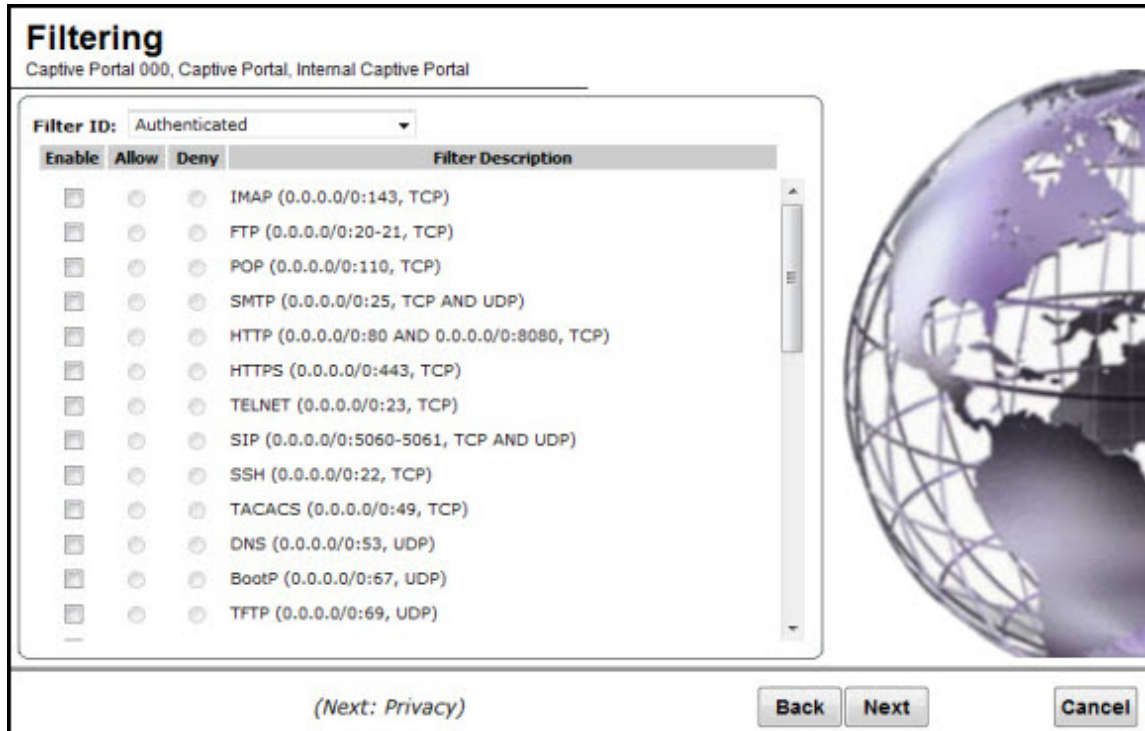 Filtering
Captive Portal 000, Captive Portal, Internal Captive Portal
Filter ID: Authenticated
Enable Allow Deny Filter Description
IMAP (0.0.0.0/0:143, TCP)
FTP (0.0.0.0/0:20-21, TCP)
POP (0.0.0.0/0:110, TCP)
SMTP (0.0.0.0/0:25, TCP AND UDP)
HTTP (0.0.0.0/0:80 AND 0.0.0.0/0:8080, TCP)
HTTPS (0.0.0.0/0:443, TCP)
TELNET (0.0.0.0/0:23, TCP)
SIP (0.0.0.0/0:5060-5061, TCP AND UDP)
SSH (0.0.0.0/0:22, TCP)
TACACS (0.0.0.0/0:49, TCP)
DNS (0.0.0.0/0:53, UDP)
BootP (0.0.0.0/0:67, UDP)
TFTP (0.0.0.0/0:69, UDP)
(Next: Privacy) Back Next Cancel